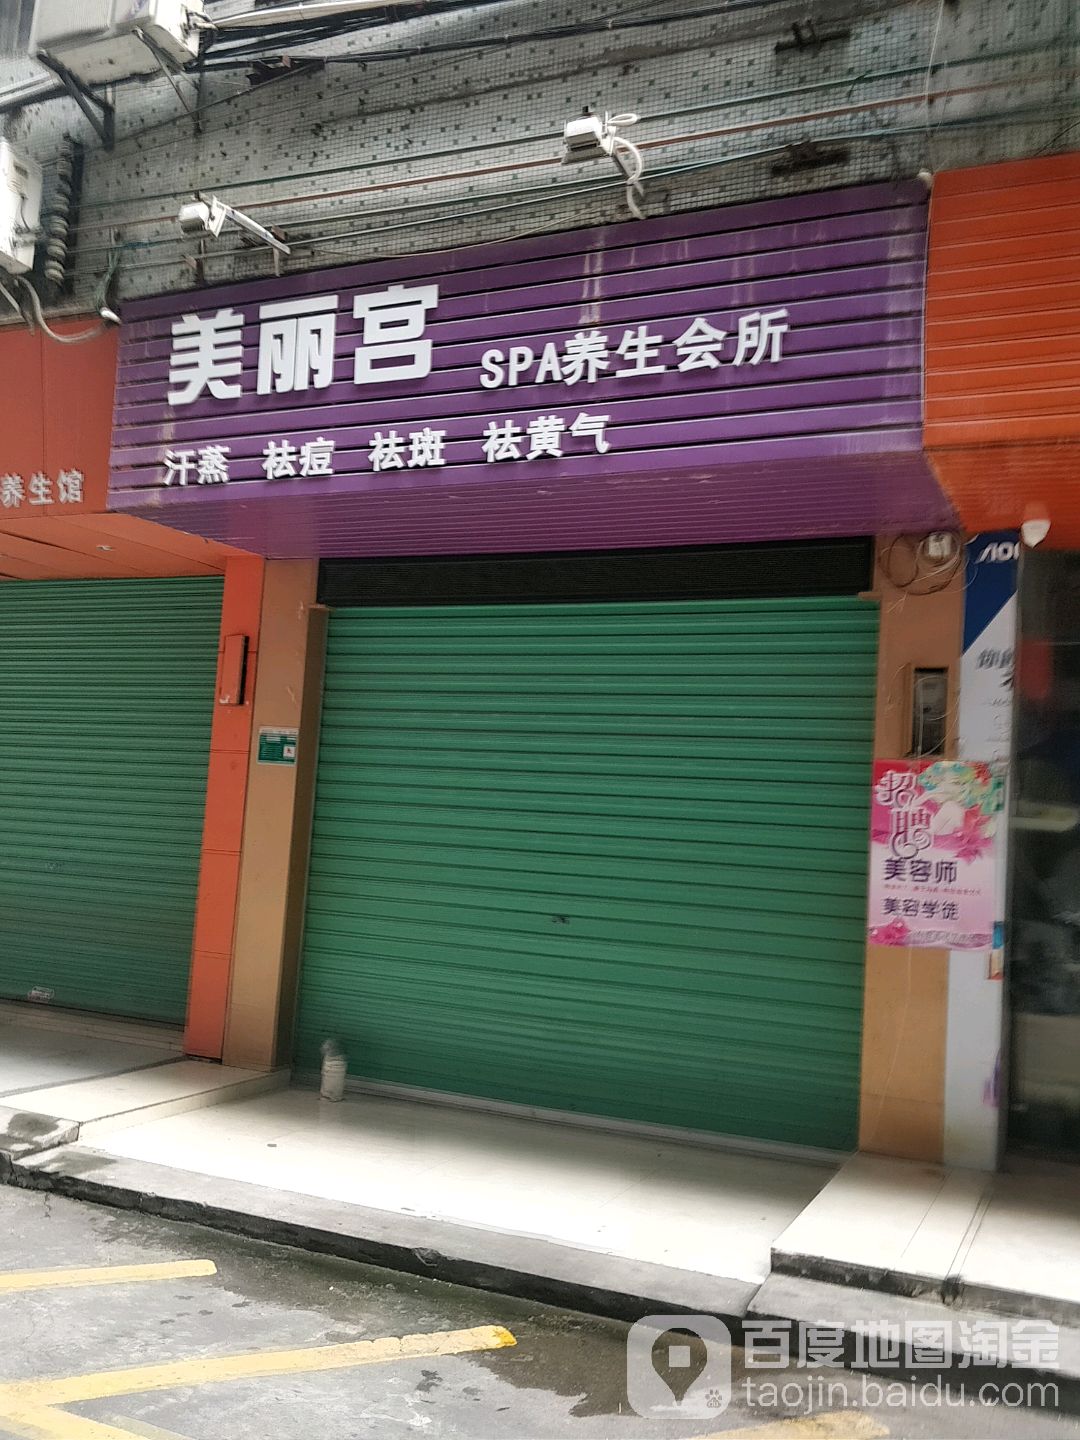 美丽宫
SPA养生会所
汗蒸 祛痘 祛斑 祛黄气
养生馆
招聘
美容师
美容学徒
百度地图淘金
taojin.baidu.com